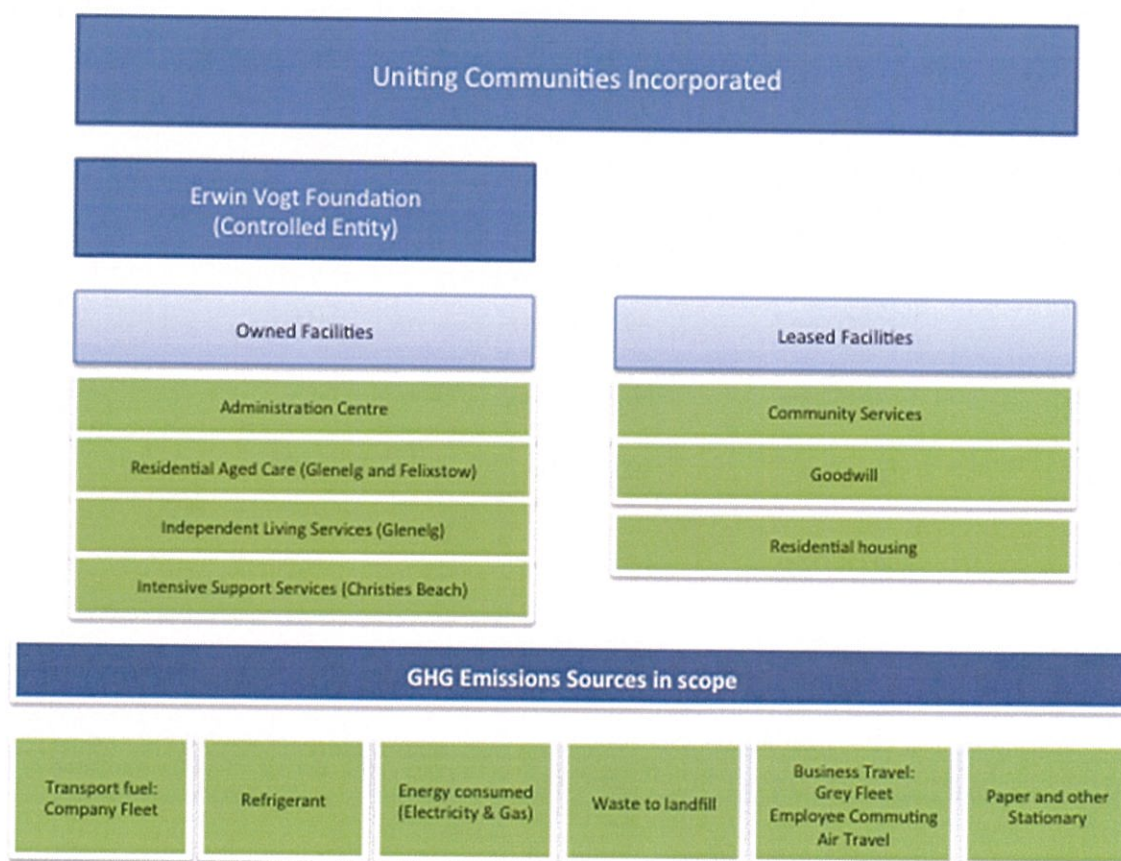 Uniting Communities Incorporated
Erwin Vogt Foundation
(Controlled Entity)
Owned Facilities
Administration Centre
Residential Aged Care (Glenelg and Felixstow)
Independent Living Services (Glenelg)
Intensive Support Services (Christies Beach)
Leased Facilities
Community Services
Goodwill
Residential housing
GHG Emissions Sources in scope
Transport fuel:
Company Fleet
Refrigerant
Energy consumed
(Electricity & Gas)
Waste to landfill
Business Travel:
Grey Fleet
Employee Commuting
Air Travel
Paper and other
Stationary